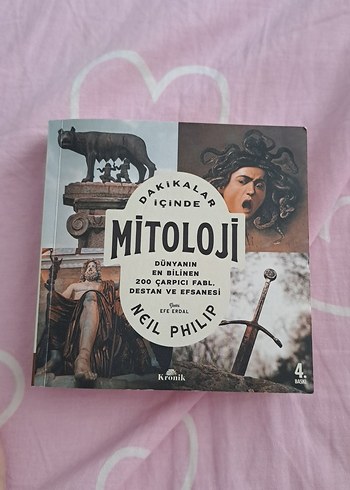 DAKİKALAR
İÇİNDE
MİTOLOJİ
DÜNYANIN
EN BİLİNEN
200 ÇARPICI FABL,
DESTAN VE EFSANESİ
Çeviri:
EFE ERDAL
NEIL PHILIP
Kronik
4.
BASKI